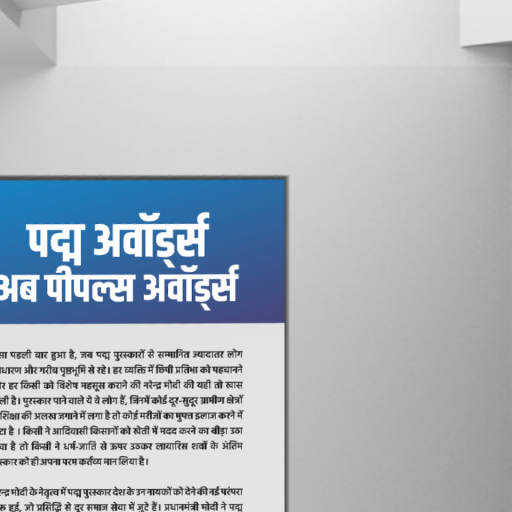 पद्म अवॉर्ड्स
अब पीपल्स अवॉर्ड्स
पहली बार हुआ है, जब पद्म पुरस्कारों से सम्मानित ज्यादातर लोग
और गरीब पृष्ठभूमि से रहे। हर व्यक्ति में छिपी प्रतिभा को पहचानने
हर किसी को विशेष महसूस कराने की नरेन्द्र मोदी की यही तो खास
है। पुरस्कार पाने वाले ये वे लोग हैं, जिनमें कोई दूर-सुदूर ग्रामीण क्षेत्रों
की अलख जगाने में लगा है तो कोई मरीजों का मुफ्त इलाज करने में
है । किसी ने आदिवासी किसानों को खेती में मदद करने का बीड़ा उठा
है तो किसी ने धर्म-जाति से ऊपर उठकर लावारिस शवों के अंतिम
को ही अपना परम कर्तव्य मान लिया है।
मोदी के नेतृत्व में पद्म पुरस्कार देश के उन नायकों को देने की नई परंपरा
हुई, जो प्रसिद्धि से दूर समाज सेवा में जुटे हैं। प्रधानमंत्री मोदी ने पद्म